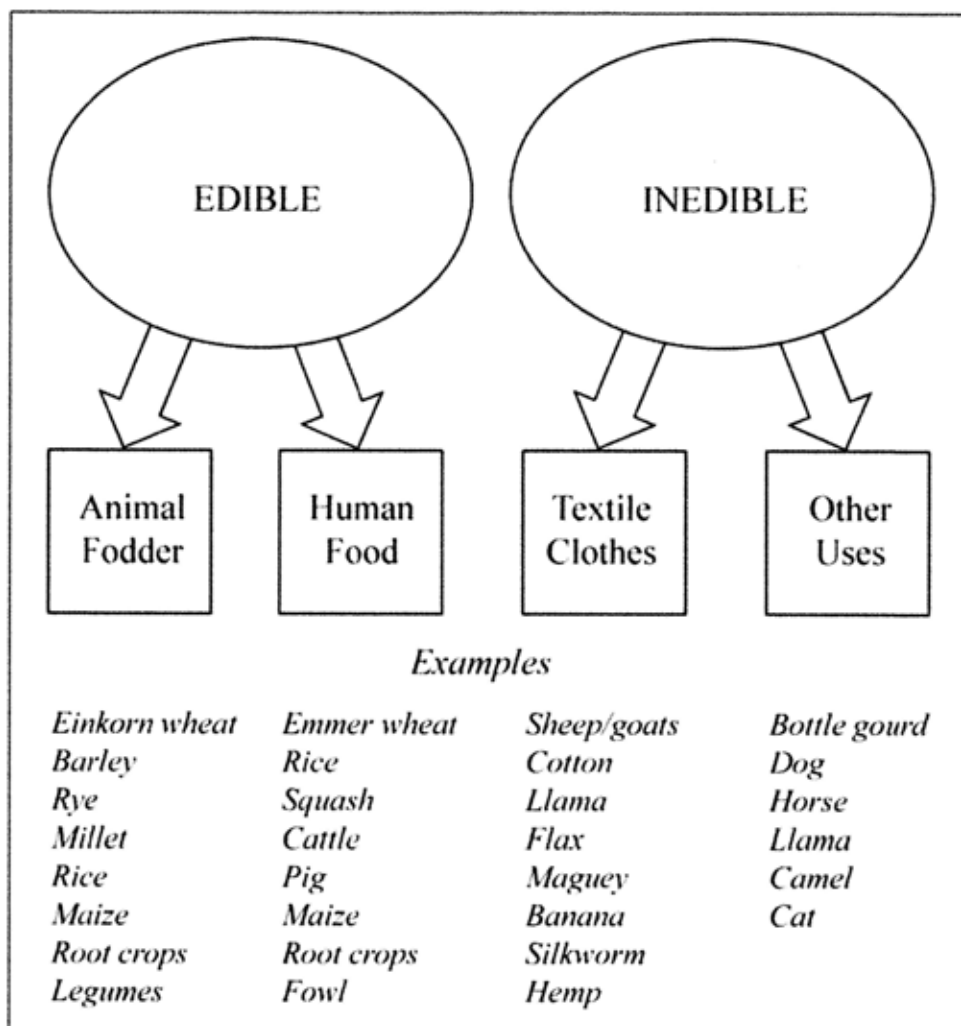 EDIBLE
INEDIBLE
Animal
Fodder
Human
Food
Textile
Clothes
Other
Uses
Examples
Einkorn wheat
Barley
Rye
Millet
Rice
Maize
Root crops
Legumes
Emmer wheat
Rice
Squash
Cattle
Pig
Maize
Root crops
Fowl
Sheep/goats
Cotton
Llama
Flax
Maguey
Banana
Silkworm
Hemp
Bottle gourd
Dog
Horse
Llama
Camel
Cat